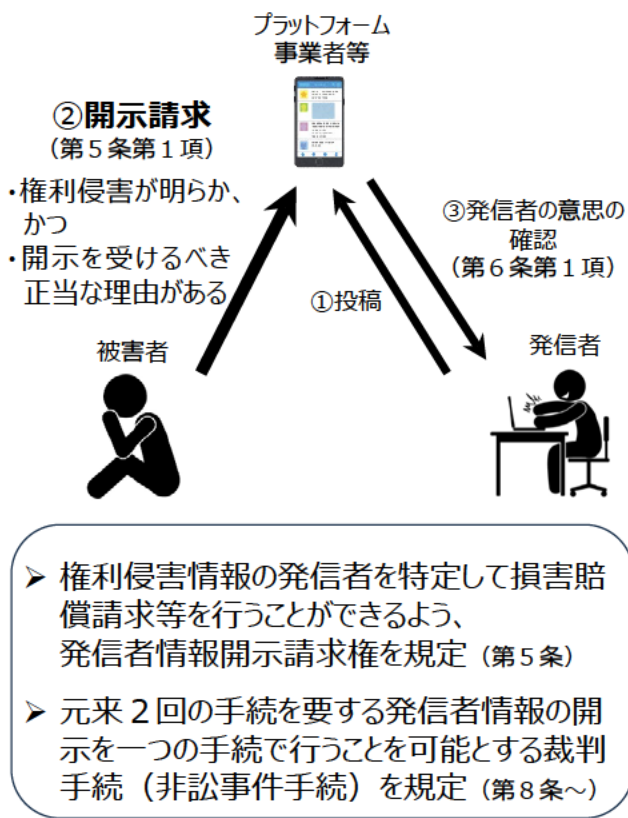 プラットフォーム
事業者等
②開示請求
（第５条第１項）
・権利侵害が明らか、
かつ
・開示を受けるべき
正当な理由がある
③発信者の意思の
確認
（第６条第１項）
①投稿
被害者
発信者
➢ 権利侵害情報の発信者を特定して損害賠
償請求等を行うことができるよう、
発信者情報開示請求権を規定（第５条）
➢ 元来２回の手続を要する発信者情報の開
示を一つの手続で行うことを可能とする裁判
手続（非訟事件手続）を規定（第８条～）